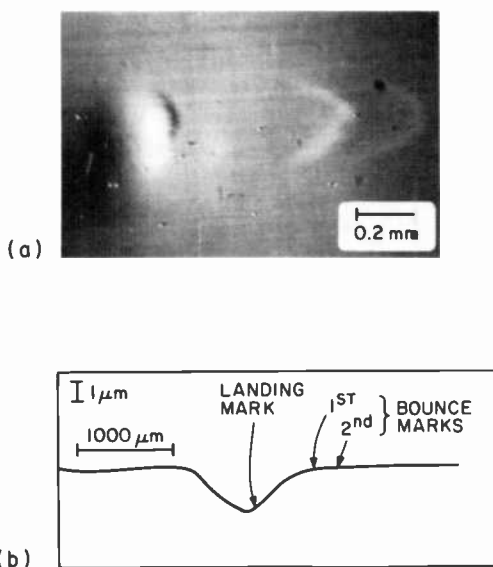 0.2 mm
(a)
1 μm
1000 μm
LANDING
MARK
1ST
2nd
BOUNCE
MARKS
(b)